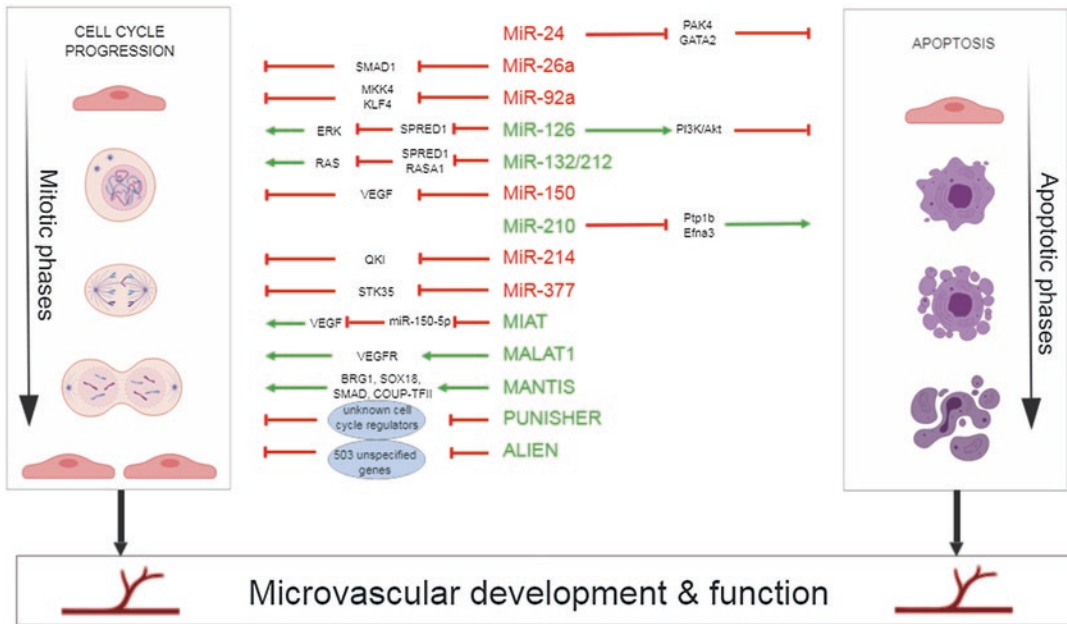 CELL CYCLE
PROGRESSION
Mitotic phases
MiR-24
PAK4
GATA2
SMAD1
MiR-26a
MKK4
KLF4
MiR-92a
ERK
SPRED1
MiR-126
PI3K/Akt
RAS
SPRED1
RASA1
MiR-132/212
VEGF
MiR-150
MiR-210
Ptp1b
Efna3
QKI
MiR-214
STK35
MiR-377
VEGF
miR-150-5p
MIAT
VEGFR
MALAT1
BRG1, SOX18,
SMAD, COUP-TFII
MANTIS
unknown cell
cycle regulators
PUNISHER
503 unspecified
genes
ALIEN
APOPTOSIS
Apoptotic phases
Microvascular development & function